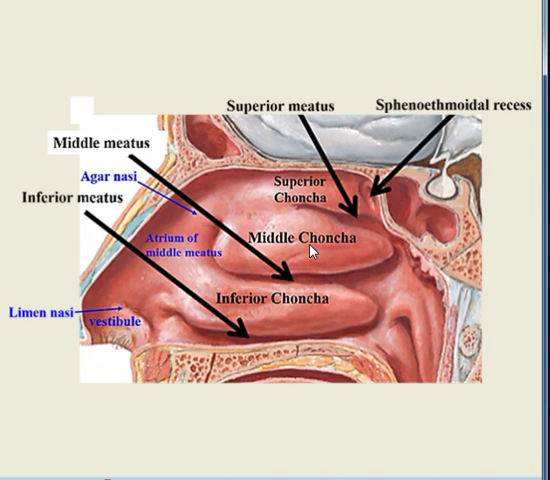 Superior meatus
Sphenoethmoidal recess
Middle meatus
Agar nasi
Inferior meatus
Superior
Choncha
Atrium of
middle meatus
Middle Choncha
Inferior Choncha
Limen nasi
vestibule